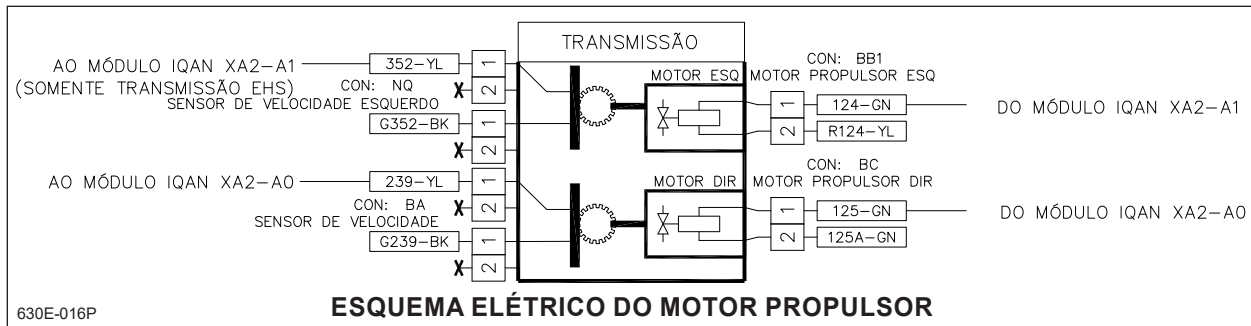 TRANSMISSÃO
AO MÓDULO IQAN XA2-A1
(SOMENTE TRANSMISSÃO EHS)
352-YL
1
CON: NQ
2
SENSOR DE VELOCIDADE ESQUERDO
G352-BK
1
2
AO MÓDULO IQAN XA2-A0
239-YL
1
CON: BA
2
SENSOR DE VELOCIDADE
G239-BK
1
2
MOTOR ESQ
CON: BB1
MOTOR PROPULSOR ESQ
1
124-GN
DO MÓDULO IQAN XA2-A1
2
R124-YL
MOTOR DIR
CON: BC
MOTOR PROPULSOR DIR
1
125-GN
DO MÓDULO IQAN XA2-A0
2
125A-GN
630E-016P
ESQUEMA ELÉTRICO DO MOTOR PROPULSOR